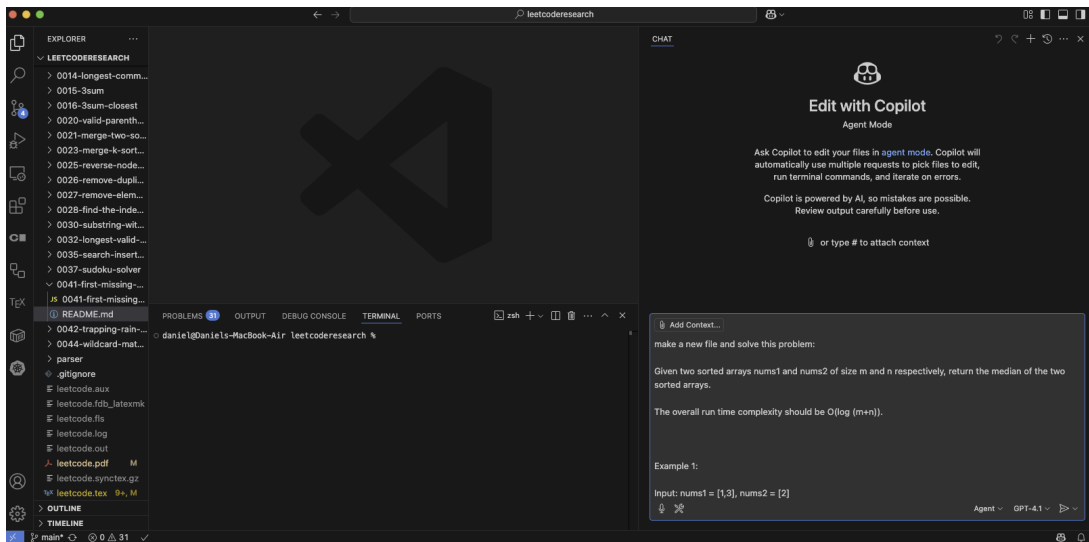 leetcoderesearch
EXPLORER
LEETCODERESEARCH
0014-longest-comm...
0015-3sum
0016-3sum-closest
0020-valid-parenth...
0021-merge-two-so...
0023-merge-k-sort...
0025-reverse-node...
0026-remove-dupli...
0027-remove-elem...
0028-find-the-inde...
0030-substring-wit...
0032-longest-valid-...
0035-search-insert...
0037-sudoku-solver
0041-first-missing-...
JS 0041-first-missing...
README.md
0042-trapping-rain-...
0044-wildcard-mat...
parser
.gitignore
leetcode.aux
leetcode.fdb_latexmk
leetcode.fls
leetcode.log
leetcode.out
leetcode.pdf M
leetcode.synctex.gz
TEX leetcode.tex 9+, M
OUTLINE
TIMELINE
4
TEX
PROBLEMS 31 OUTPUT DEBUG CONSOLE TERMINAL PORTS zsh
daniel@Daniels-MacBook-Air leetcoderesearch %
CHAT
Edit with Copilot
Agent Mode
Ask Copilot to edit your files in agent mode. Copilot will
automatically use multiple requests to pick files to edit,
run terminal commands, and iterate on errors.
Copilot is powered by AI, so mistakes are possible.
Review output carefully before use.
or type # to attach context
Add Context...
make a new file and solve this problem:
Given two sorted arrays nums1 and nums2 of size m and n respectively, return the median of the two
sorted arrays.
The overall run time complexity should be O(log (m+n)).
Example 1:
Input: nums1 = [1,3], nums2 = [2]
Agent GPT-4.1
main* 0 31